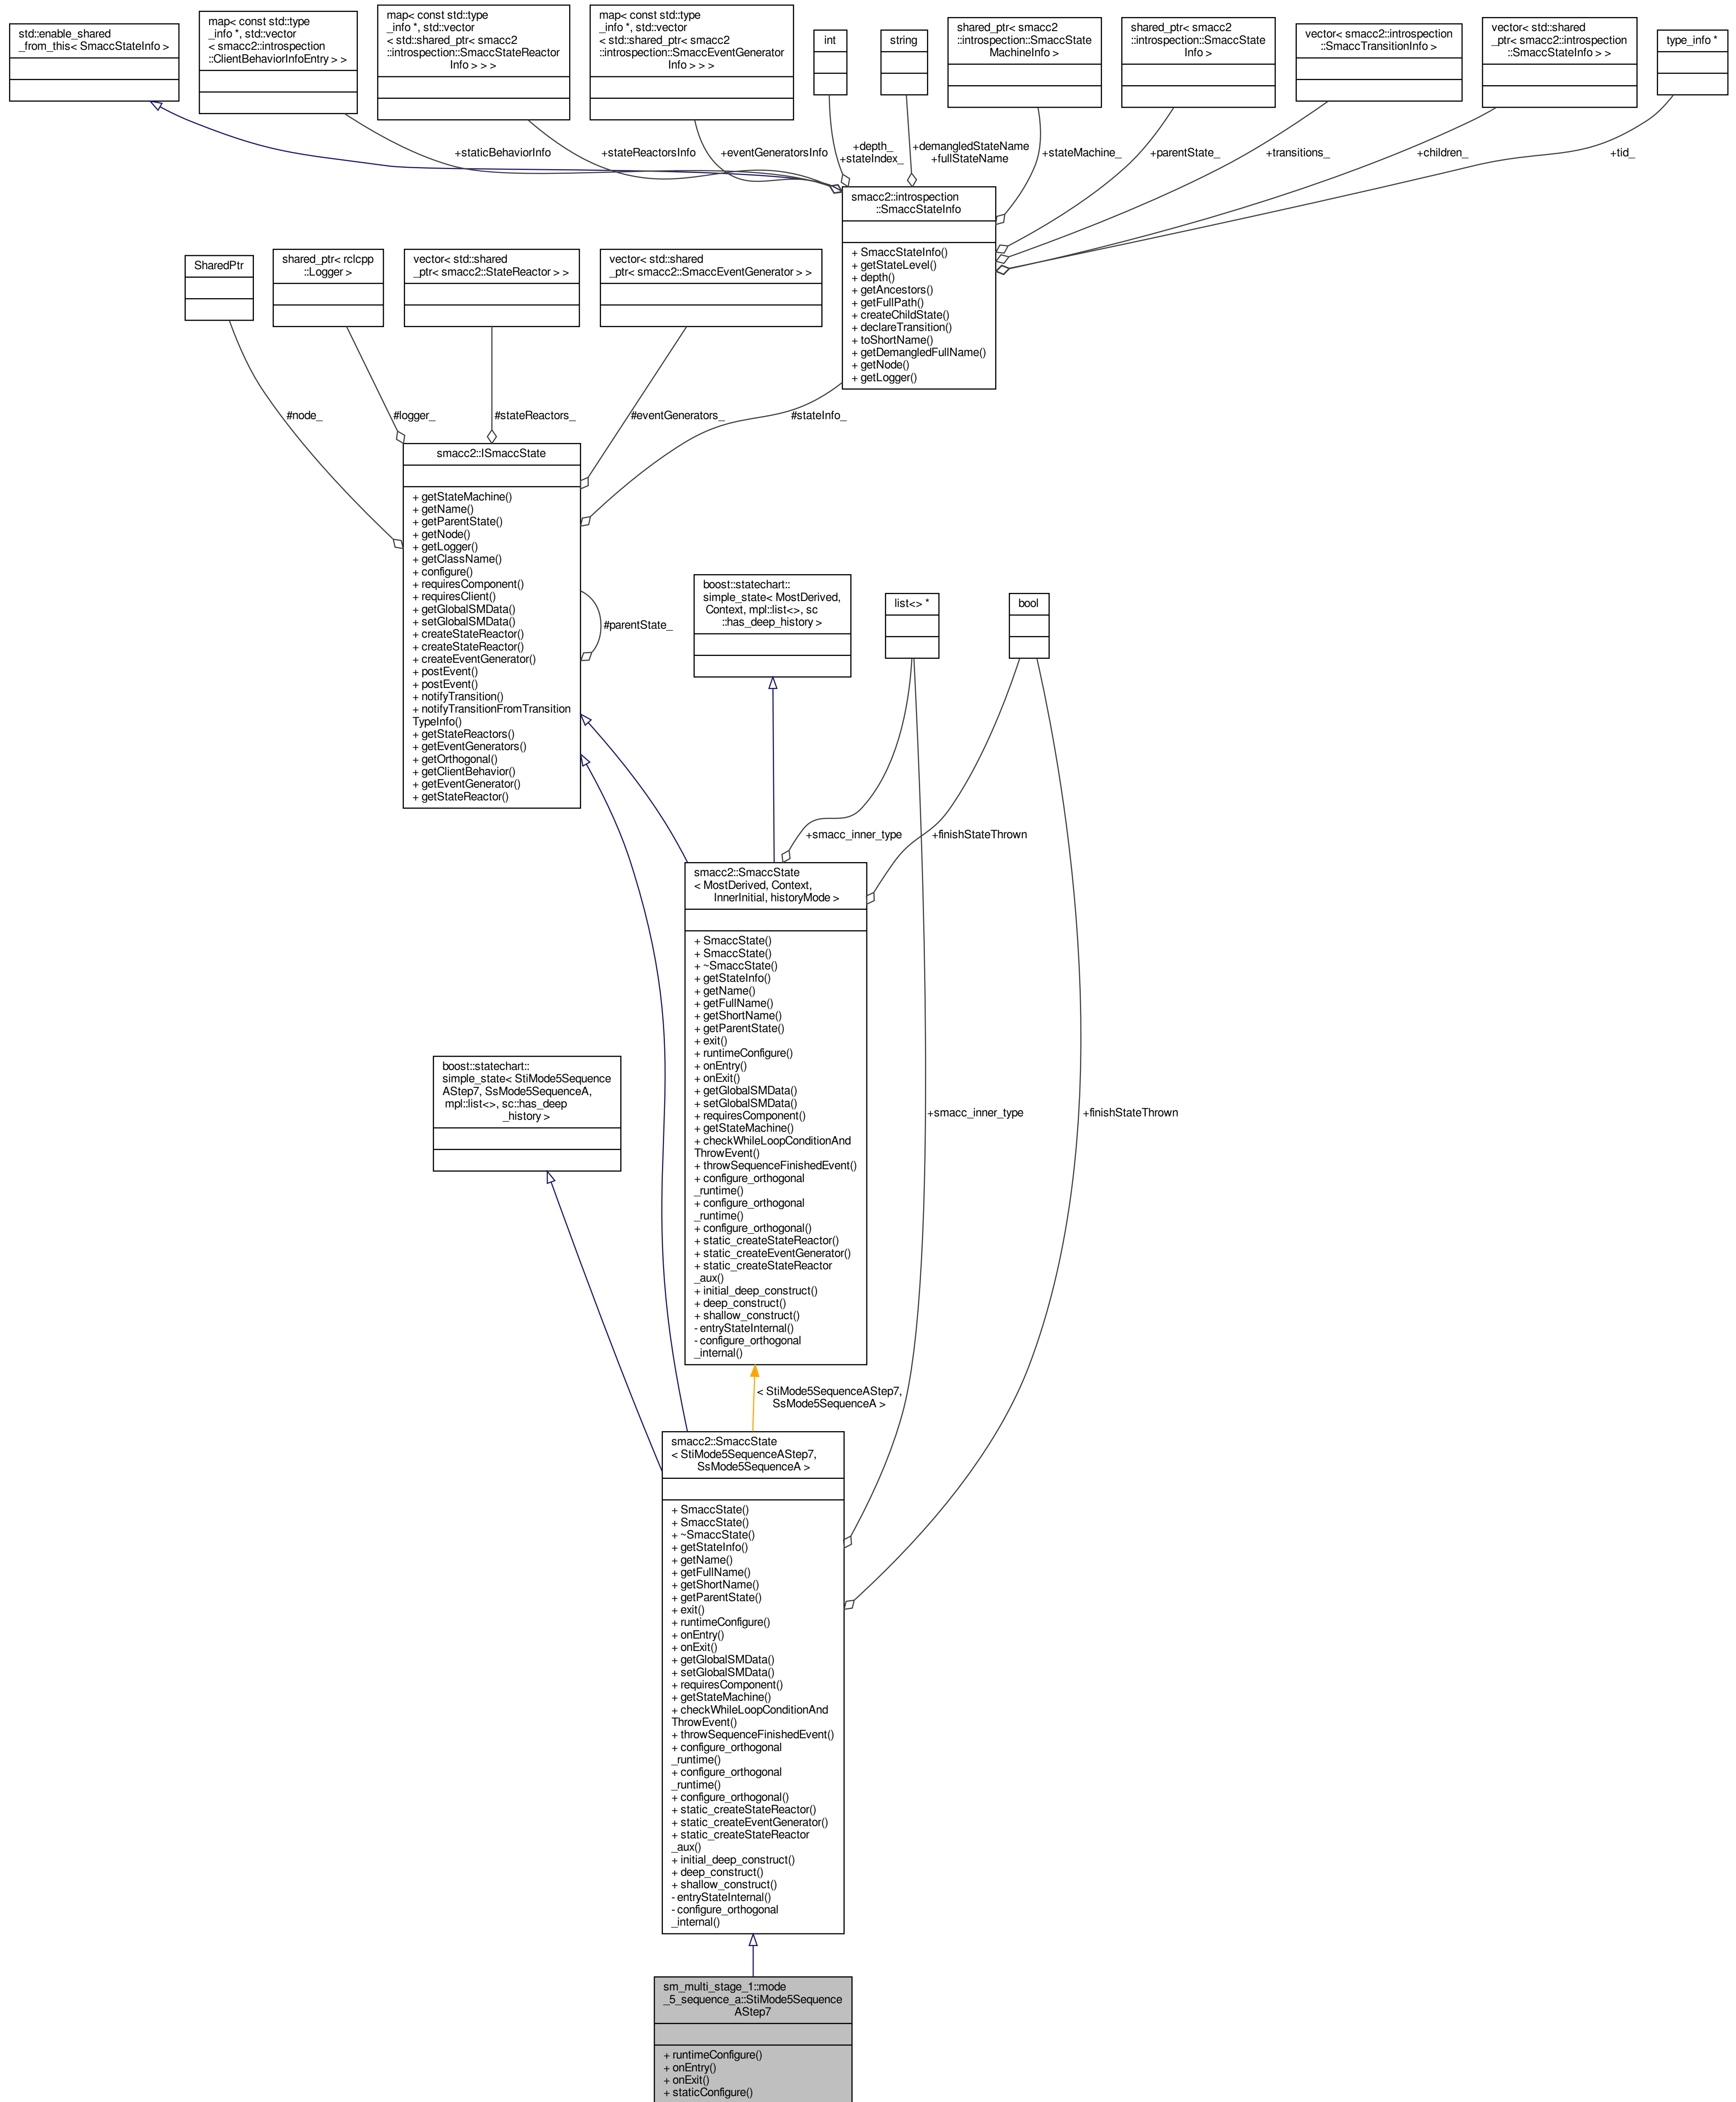 std::enable_shared
_from_this< SmaccStateInfo >
map< const std::type
_info *, std::vector
< smacc2::introspection
::ClientBehaviorInfoEntry > >
map< const std::type
_info *, std::vector
< std::shared_ptr< smacc2
::introspection::SmaccStateReactor
Info > > >
map< const std::type
_info *, std::vector
< std::shared_ptr< smacc2
::introspection::SmaccEventGenerator
Info > > >
int
string
shared_ptr< smacc2
::introspection::SmaccState
MachineInfo >
shared_ptr< smacc2
::introspection::SmaccState
Info >
vector< smacc2::introspection
::SmaccTransitionInfo >
vector< std::shared
_ptr< smacc2::introspection
::SmaccStateInfo > >
type_info *
+staticBehaviorInfo
+stateReactorsInfo
+eventGeneratorsInfo
+depth_
+stateIndex_
+demangledStateName
+fullStateName
+stateMachine_
+parentState_
+transitions_
+children_
+tid_
smacc2::introspection
::SmaccStateInfo
+ SmaccStateInfo()
+ getStateLevel()
+ depth()
+ getAncestors()
+ getFullPath()
+ createChildState()
+ declareTransition()
+ toShortName()
+ getDemangledFullName()
+ getNode()
+ getLogger()
SharedPtr
shared_ptr< rclcpp
::Logger >
vector< std::shared
_ptr< smacc2::StateReactor > >
vector< std::shared
_ptr< smacc2::SmaccEventGenerator > >
#node_
#logger_
#stateReactors_
#eventGenerators_
#stateInfo_
smacc2::ISmaccState
+ getStateMachine()
+ getName()
+ getParentState()
+ getNode()
+ getLogger()
+ getClassName()
+ configure()
+ requiresComponent()
+ requiresClient()
+ getGlobalSMData()
+ setGlobalSMData()
+ createStateReactor()
+ createStateReactor()
+ createEventGenerator()
+ postEvent()
+ postEvent()
+ notifyTransition()
+ notifyTransitionFromTransition
TypeInfo()
+ getStateReactors()
+ getEventGenerators()
+ getOrthogonal()
+ getClientBehavior()
+ getEventGenerator()
+ getStateReactor()
#parentState_
boost::statechart::
simple_state< MostDerived,
Context, mpl::list<>, sc
::has_deep_history >
list<> *
bool
+smacc_inner_type
+finishStateThrown
smacc2::SmaccState
< MostDerived, Context,
InnerInitial, historyMode >
+ SmaccState()
+ SmaccState()
+ ~SmaccState()
+ getStateInfo()
+ getName()
+ getFullName()
+ getShortName()
+ getParentState()
+ exit()
+ runtimeConfigure()
+ onEntry()
+ onExit()
+ getGlobalSMData()
+ setGlobalSMData()
+ requiresComponent()
+ getStateMachine()
+ checkWhileLoopConditionAnd
ThrowEvent()
+ throwSequenceFinishedEvent()
+ configure_orthogonal
_runtime()
+ configure_orthogonal
_runtime()
+ configure_orthogonal()
+ static_createStateReactor()
+ static_createEventGenerator()
+ static_createStateReactor
_aux()
+ initial_deep_construct()
+ deep_construct()
+ shallow_construct()
- entryStateInternal()
- configure_orthogonal
_internal()
boost::statechart::
simple_state< StiMode5Sequence
AStep7, SsMode5SequenceA,
mpl::list<>, sc::has_deep
_history >
+smacc_inner_type
+finishStateThrown
< StiMode5SequenceAStep7,
SsMode5SequenceA >
smacc2::SmaccState
< StiMode5SequenceAStep7,
SsMode5SequenceA >
+ SmaccState()
+ SmaccState()
+ ~SmaccState()
+ getStateInfo()
+ getName()
+ getFullName()
+ getShortName()
+ getParentState()
+ exit()
+ runtimeConfigure()
+ onEntry()
+ onExit()
+ getGlobalSMData()
+ setGlobalSMData()
+ requiresComponent()
+ getStateMachine()
+ checkWhileLoopConditionAnd
ThrowEvent()
+ throwSequenceFinishedEvent()
+ configure_orthogonal
_runtime()
+ configure_orthogonal
_runtime()
+ configure_orthogonal()
+ static_createStateReactor()
+ static_createEventGenerator()
+ static_createStateReactor
_aux()
+ initial_deep_construct()
+ deep_construct()
+ shallow_construct()
- entryStateInternal()
- configure_orthogonal
_internal()
sm_multi_stage_1::mode
_5_sequence_a::StiMode5Sequence
AStep7
+ runtimeConfigure()
+ onEntry()
+ onExit()
+ staticConfigure()